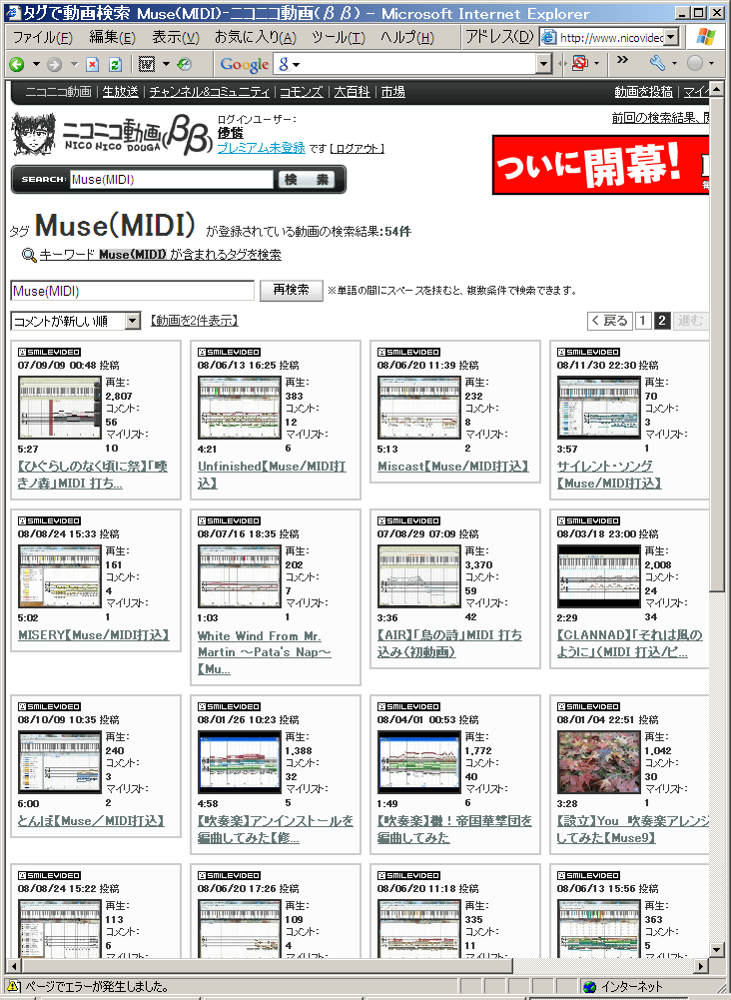 タグで動画検索 Muse(MIDI)‐ニコニコ動画(ββ) - Microsoft Internet Explorer
ファイル(F) 編集(E) 表示(V) お気に入り(A) ツール(T) ヘルプ(H) アドレス(D) http://www.nicovideo
Google
ニコニコ動画 | 生放送 | チャンネル&コミュニティ | コモンズ | 大百科 | 市場 動画を投稿 | マイ
ニコニコ動画(ββ)
NICO NICO DOUGA
ログインユーザー:
プレミアム未登録 です [ ログアウト ]
前回の検索結果、
ついに開幕!
SEARCH: Muse(MIDI) 検 索
タグ Muse(MIDI) が登録されている動画の検索結果:54件
キーワード Muse(MIDI) が含まれるタグを検索
Muse(MIDI) 再検索 ※単語の間にスペースを挟むと、複数条件で検索できます。
コメントが新しい順 【動画を2件表示】 < 戻る 1 2 進む
SMILEVIDEO
07/09/09 00:48 投稿
再生:
2,807
コメント:
56
マイリスト:
10
5:27
【ひぐらしのなく頃に祭】「嘆
きノ森」MIDI 打ち...
SMILEVIDEO
08/06/13 16:25 投稿
再生:
383
コメント:
12
マイリスト:
6
4:21
Unfinished【Muse/MIDI打
込】
SMILEVIDEO
08/06/20 11:39 投稿
再生:
232
コメント:
8
マイリスト:
2
5:13
Miscast【Muse/MIDI打込】
SMILEVIDEO
08/11/30 22:30 投稿
再生:
70
コメント:
3
マイリスト:
1
3:57
サイレント・ソング
【Muse/MIDI打込】
SMILEVIDEO
08/08/24 15:33 投稿
再生:
161
コメント:
4
マイリスト:
1
5:02
MISERY【Muse/MIDI打込】
SMILEVIDEO
08/07/16 18:35 投稿
再生:
202
コメント:
7
マイリスト:
1
1:03
White Wind From Mr.
Martin ～Pata's Nap～
【Mu...
SMILEVIDEO
07/08/29 07:09 投稿
再生:
3,370
コメント:
59
マイリスト:
42
3:36
【AIR】「鳥の詩」MIDI 打ち
込み（初動画）
SMILEVIDEO
08/03/18 23:00 投稿
再生:
2,008
コメント:
24
マイリスト:
34
2:29
【CLANNAD】「それは風の
ように」（MIDI 打込/ピ...
SMILEVIDEO
08/10/09 10:35 投稿
再生:
240
コメント:
3
マイリスト:
2
6:00
とんぼ【Muse／MIDI打込】
SMILEVIDEO
08/01/26 10:23 投稿
再生:
1,388
コメント:
32
マイリスト:
5
4:58
【吹奏楽】アンインストールを
編曲してみた【修...
SMILEVIDEO
08/04/01 00:53 投稿
再生:
1,772
コメント:
40
マイリスト:
6
1:49
【吹奏楽】檄！帝国華撃団を
編曲してみた
SMILEVIDEO
08/01/04 22:51 投稿
再生:
1,042
コメント:
30
マイリスト:
1
3:28
【設立】You 吹奏楽アレンジ
してみた【Muse9】
SMILEVIDEO
08/08/24 15:22 投稿
再生:
113
コメント:
6
マイリスト:
SMILEVIDEO
08/06/20 17:26 投稿
再生:
109
コメント:
4
マイリスト:
SMILEVIDEO
08/06/20 11:18 投稿
再生:
335
コメント:
11
マイリスト:
SMILEVIDEO
08/06/13 15:56 投稿
再生:
363
コメント:
5
マイリスト:
ページでエラーが発生しました。 インターネット